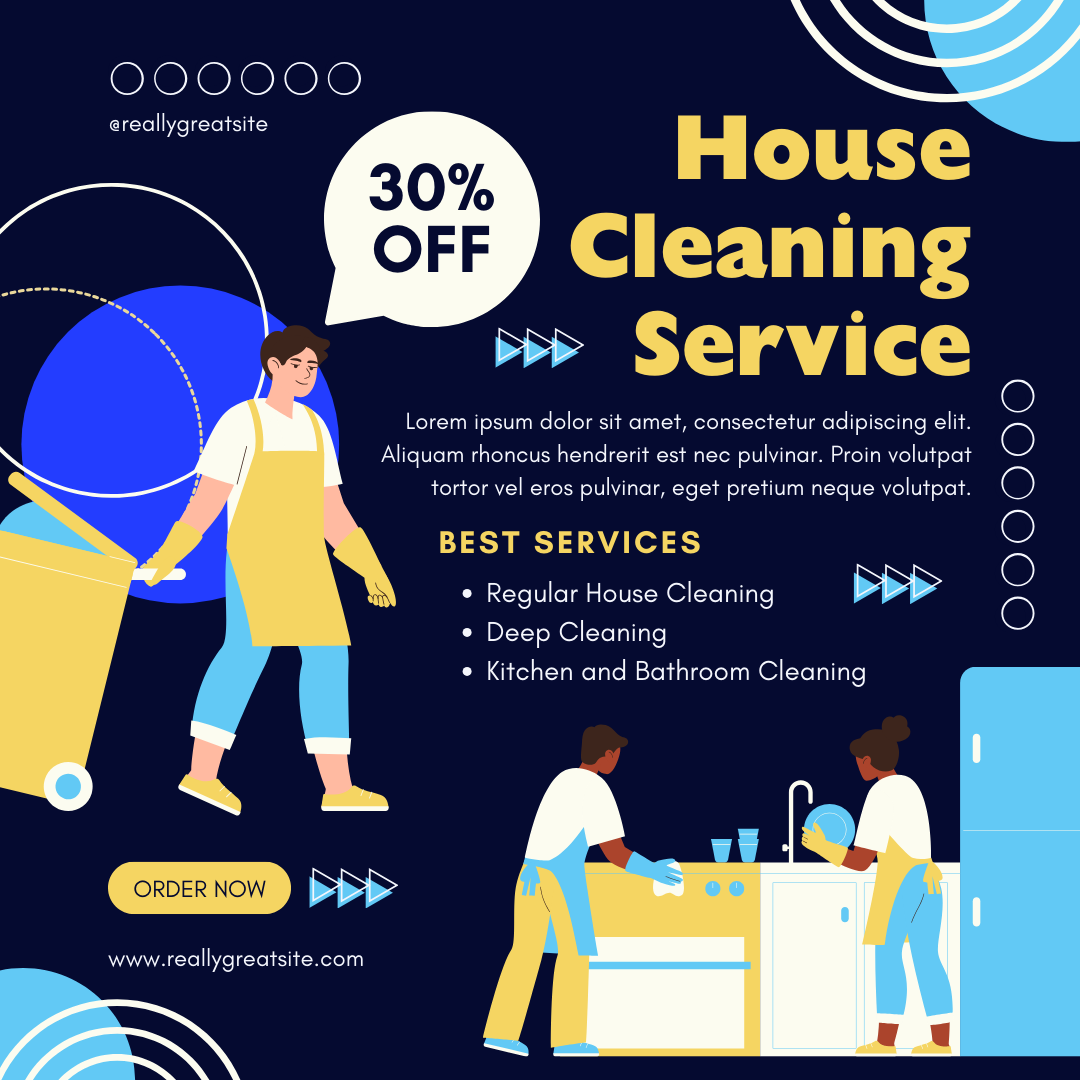 @reallygreatsite
30%
OFF
House
Cleaning
Service
Lorem ipsum dolor sit amet, consectetur adipiscing elit.
Aliquam rhoncus hendrerit est nec pulvinar. Proin volutpat
tortor vel eros pulvinar, eget pretium neque volutpat.
BEST SERVICES
• Regular House Cleaning
• Deep Cleaning
• Kitchen and Bathroom Cleaning
ORDER NOW
www.reallygreatsite.com